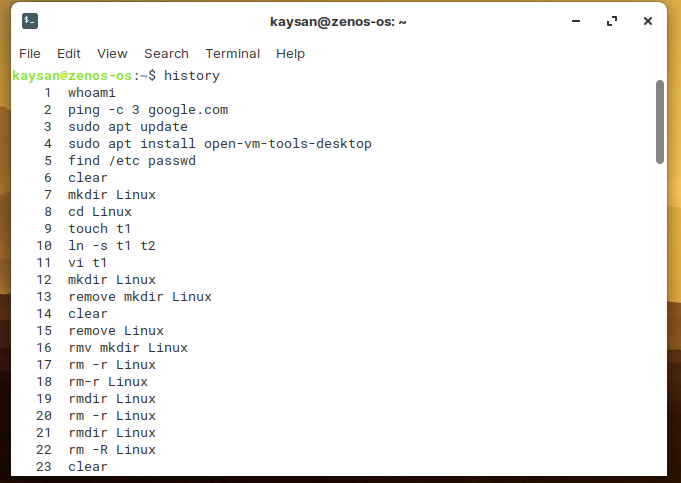 kaysan@zenos-os: ~
File Edit View Search Terminal Help
kaysan@zenos-os:~$ history
1 whoami
2 ping -c 3 google.com
3 sudo apt update
4 sudo apt install open-vm-tools-desktop
5 find /etc passwd
6 clear
7 mkdir Linux
8 cd Linux
9 touch t1
10 ln -s t1 t2
11 vi t1
12 mkdir Linux
13 remove mkdir Linux
14 clear
15 remove Linux
16 rmv mkdir Linux
17 rm -r Linux
18 rm-r Linux
19 rmdir Linux
20 rm -r Linux
21 rmdir Linux
22 rm -R Linux
23 clear